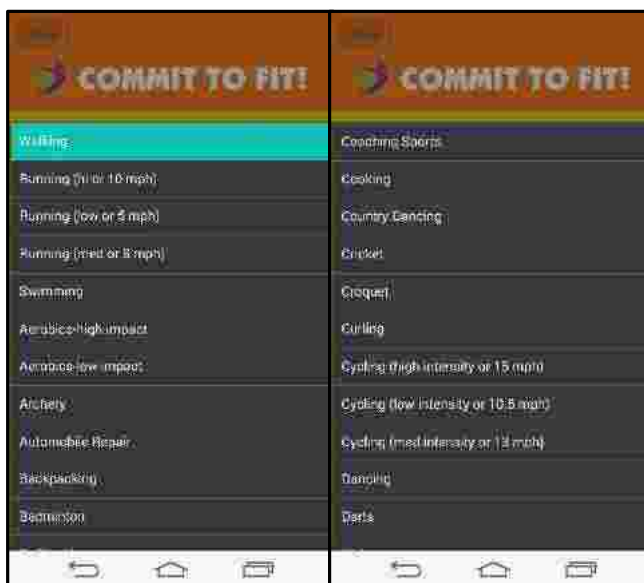 COMMIT TO FIT!
Walking
Running (hi or 10 mph)
Running (low or 5 mph)
Running (med or 8 mph)
Swimming
Aerobics-high impact
Aerobics-low impact
Archery
Automobile Repair
Backpacking
Badminton
COMMIT TO FIT!
Coaching Sports
Cooking
Country Dancing
Cricket
Croquet
Curling
Cycling (high intensity or 15 mph)
Cycling (low intensity or 10.5 mph)
Cycling (med intensity or 13 mph)
Dancing
Darts